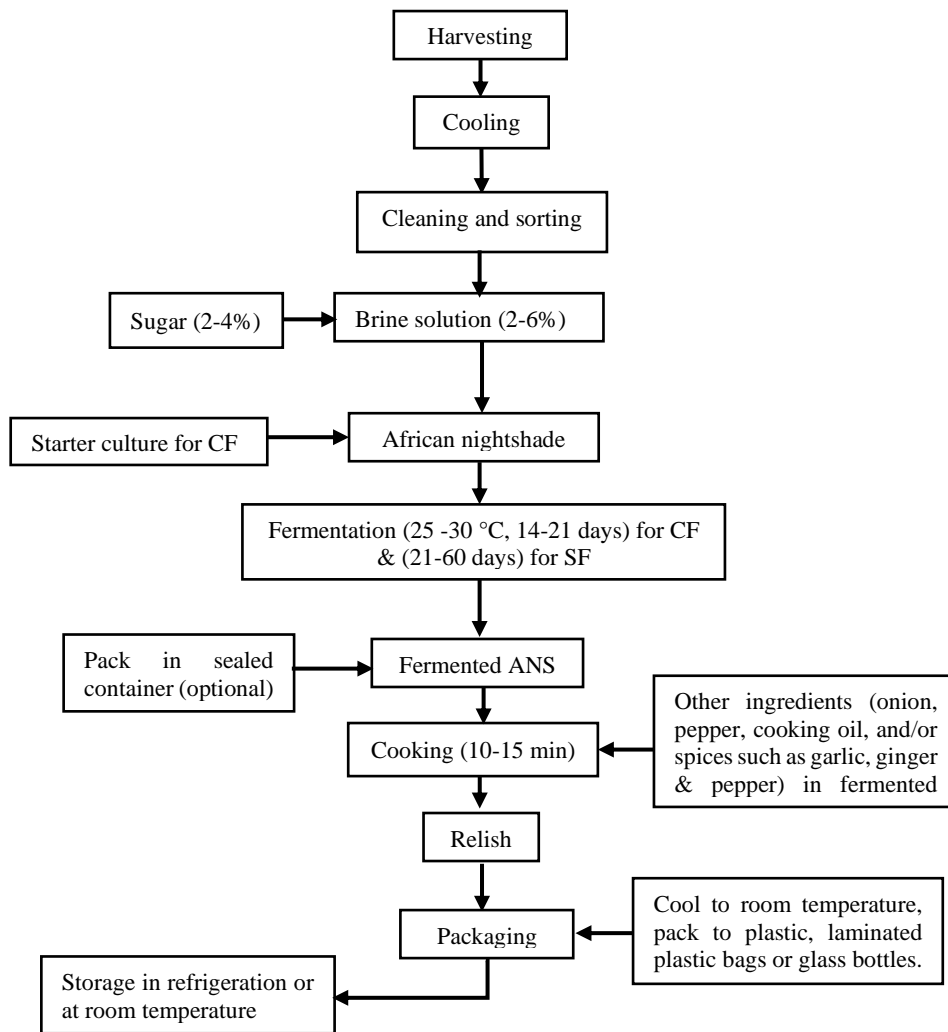 Harvesting
Cooling
Cleaning and sorting
Sugar (2-4%)
Brine solution (2-6%)
Starter culture for CF
African nightshade
Fermentation (25 -30 °C, 14-21 days) for CF
& (21-60 days) for SF
Pack in sealed
container (optional)
Fermented ANS
Cooking (10-15 min)
Other ingredients (onion,
pepper, cooking oil, and/or
spices such as garlic, ginger
& pepper) in fermented
Relish
Packaging
Cool to room temperature,
pack to plastic, laminated
plastic bags or glass bottles.
Storage in refrigeration or
at room temperature